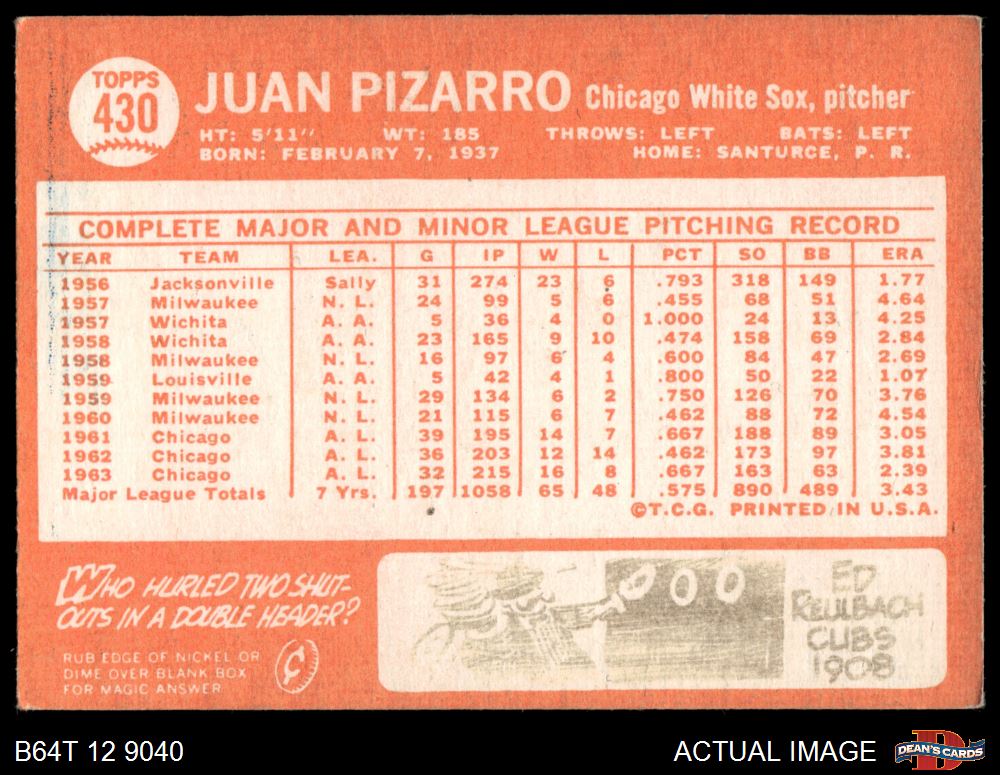 TOPPS
430
JUAN PIZARRO Chicago White Sox, pitcher
HT: 5'11" WT: 185 THROWS: LEFT BATS: LEFT
BORN: FEBRUARY 7, 1937 HOME: SANTURCE, P. R.
COMPLETE MAJOR AND MINOR LEAGUE PITCHING RECORD
YEAR TEAM LEA. G IP W L PCT SO BB ERA
1956 Jacksonville Sally 31 274 23 6 .793 318 149 1.77
1957 Milwaukee N. L. 24 99 5 6 .455 68 51 4.64
1957 Wichita A. A. 5 36 4 0 1.000 24 13 4.25
1958 Wichita A. A. 23 165 9 10 .474 158 69 2.84
1958 Milwaukee N. L. 16 97 6 4 .600 84 47 2.69
1959 Louisville A. A. 5 42 4 1 .800 50 22 1.07
1959 Milwaukee N. L. 29 134 6 2 .750 126 70 3.76
1960 Milwaukee N. L. 21 115 6 7 .462 88 72 4.54
1961 Chicago A. L. 39 195 14 7 .667 188 89 3.05
1962 Chicago A. L. 36 203 12 14 .462 173 97 3.81
1963 Chicago A. L. 32 215 16 8 .667 163 63 2.39
Major League Totals 7 Yrs. 197 1058 65 48 .575 890 489 3.43
©T.C.G. PRINTED IN U.S.A.
WHO HURLED TWO SHUT-
OUTS IN A DOUBLE HEADER?
RUB EDGE OF NICKEL OR
DIME OVER BLANK BOX
FOR MAGIC ANSWER
¢
000
ED
REULBACH
CUBS
1908
B64T 12 9040 ACTUAL IMAGE
DEAN'S CARDS